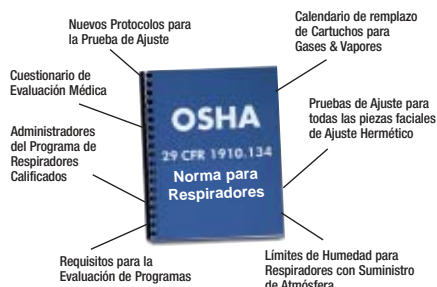 Nuevos Protocolos para
la Prueba de Ajuste
Calendario de remplazo
de Cartuchos para
Gases & Vapores
Cuestionario de
Evaluación Médica
Administradores
del Programa de
Respiradores
Calificados
OSHA
29 CFR 1910.134
Norma para
Respiradores
Pruebas de Ajuste para
todas las piezas faciales
de Ajuste Hermético
Requisitos para la
Evaluación de Programas
Límites de Humedad para
Respiradores con Suministro
de Atmósfera